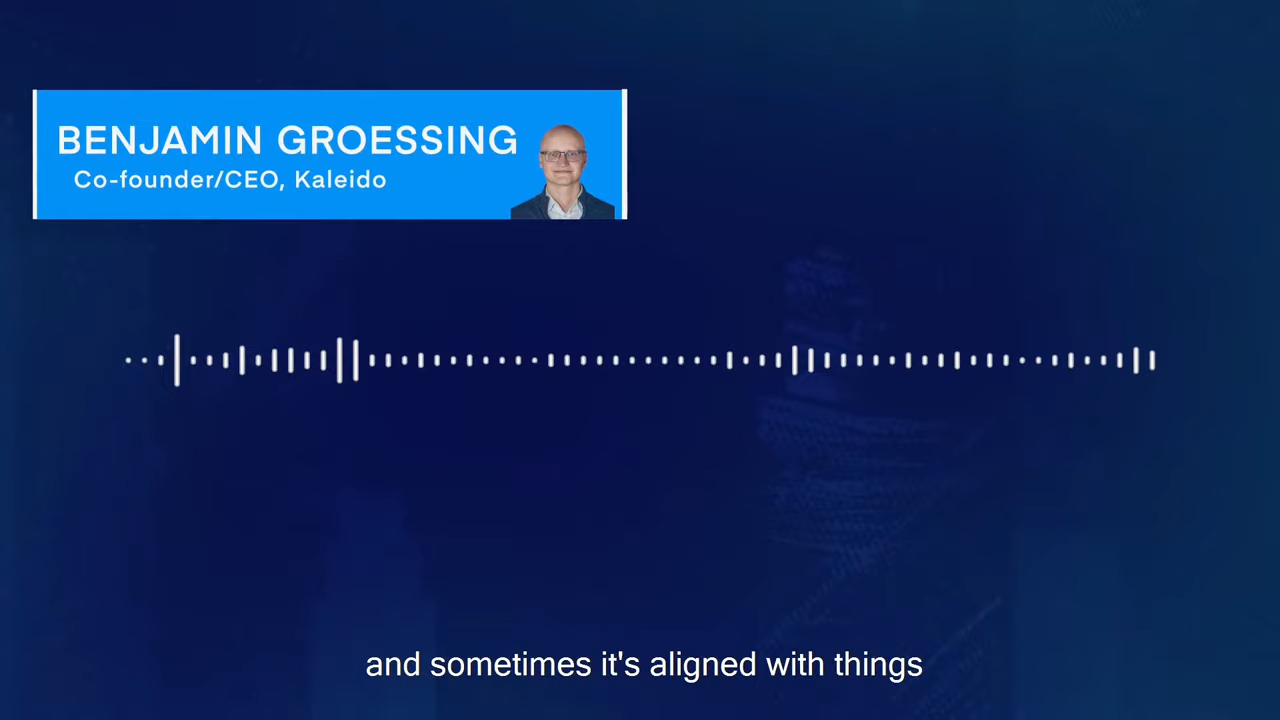 BENJAMIN GROESSING
Co-founder/CEO, Kaleido
and sometimes it's aligned with things